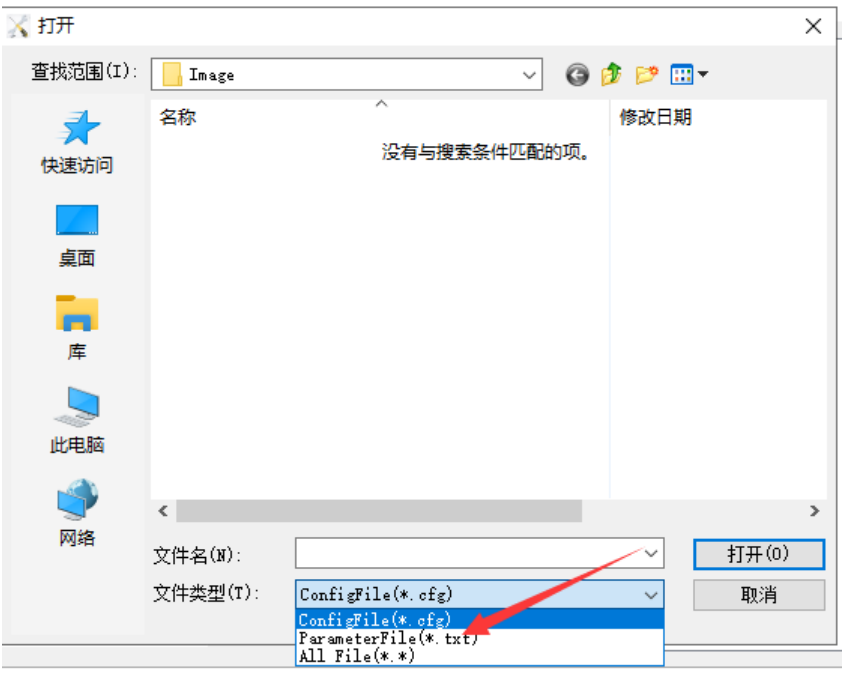 打开
查找范围(I):
Image
名称
修改日期
没有与搜索条件匹配的项。
快速访问
桌面
库
此电脑
网络
文件名(N):
打开(O)
文件类型(T):
ConfigFile(*.cfg)
取消
ConfigFile(*.cfg)
ParameterFile(*.txt)
All File(*.*)